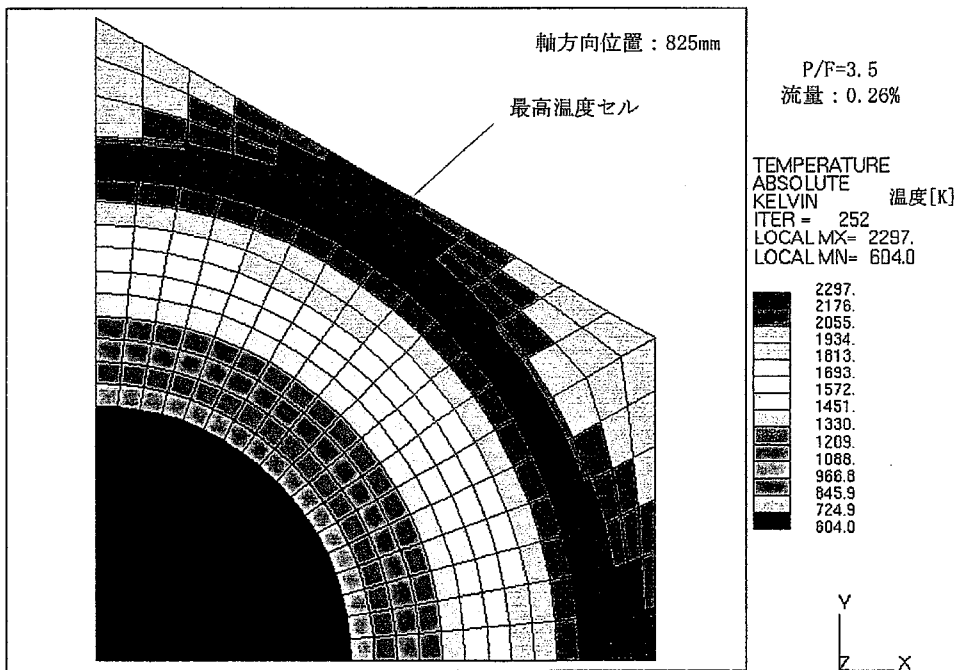 軸方向位置：825mm
最高温度セル
P/F=3.5
流量：0.26%
TEMPERATURE
ABSOLUTE
KELVIN 温度[K]
ITER = 252
LOCAL MX= 2297.
LOCAL MN= 604.0
2297.
2176.
2055.
1934.
1813.
1693.
1572.
1451.
1330.
1209.
1088.
966.8
845.9
724.9
604.0
Y
Z X